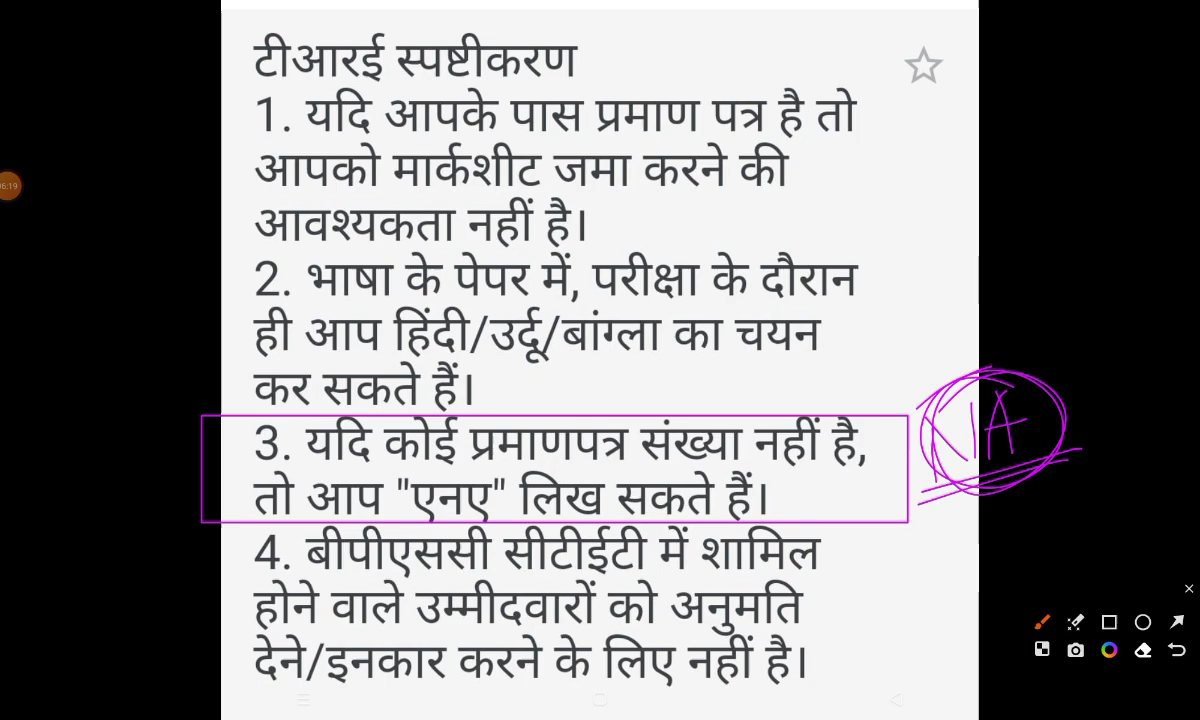 टीआरई स्पष्टीकरण
1. यदि आपके पास प्रमाण पत्र है तो
आपको मार्कशीट जमा करने की
आवश्यकता नहीं है।
2. भाषा के पेपर में, परीक्षा के दौरान
ही आप हिंदी/उर्दू/बांग्ला का चयन
कर सकते हैं।
3. यदि कोई प्रमाणपत्र संख्या नहीं है,
तो आप "एनए" लिख सकते हैं।
NA
4. बीपीएससी सीटीईटी में शामिल
होने वाले उम्मीदवारों को अनुमति
देने/इनकार करने के लिए नहीं है।
06:19